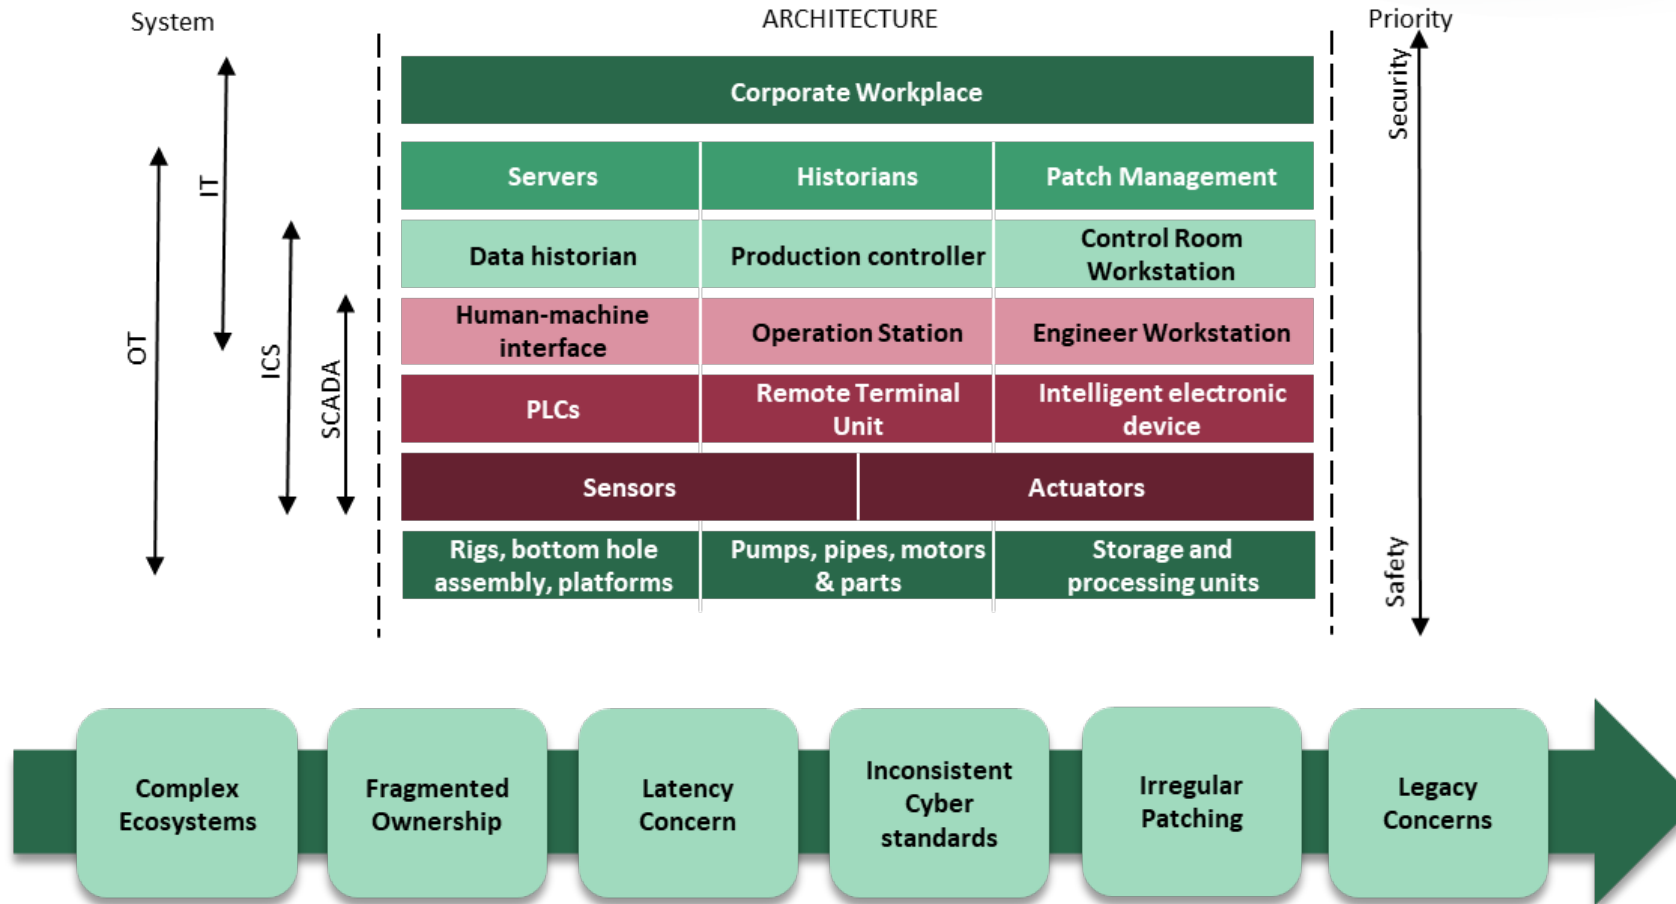 System
ARCHITECTURE
Priority
Corporate Workplace
Servers
Historians
Patch Management
Data historian
Production controller
Control Room
Workstation
Human-machine
interface
Operation Station
Engineer Workstation
PLCs
Remote Terminal
Unit
Intelligent electronic
device
Sensors
Actuators
Rigs, bottom hole
assembly, platforms
Pumps, pipes, motors
& parts
Storage and
processing units
OT
IT
ICS
SCADA
Security
Safety
Complex
Ecosystems
Fragmented
Ownership
Latency
Concern
Inconsistent
Cyber
standards
Irregular
Patching
Legacy
Concerns